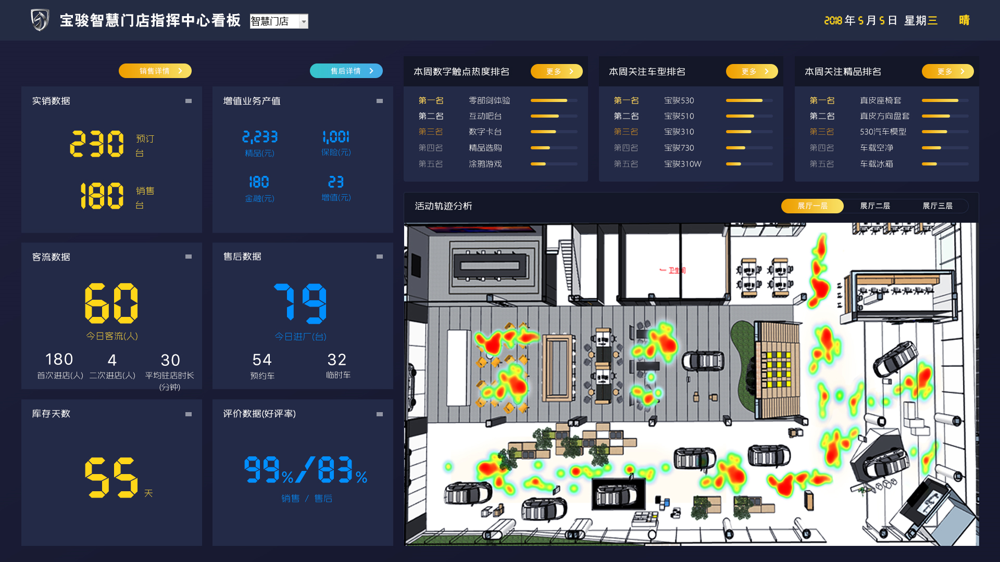 宝骏智慧门店指挥中心看板
智慧门店
2018年5月5日 星期三 晴
销售详情
售后详情
实销数据
230 预订
台
180 销售
台
增值业务产值
2,233
精品(元)
1,001
保险(元)
180
金融(元)
23
增值(元)
客流数据
60
今日客流(人)
180
首次进店(人)
4
二次进店(人)
30
平均驻店时长
(分钟)
售后数据
79
今日进厂(台)
54
预约车
32
临时车
库存天数
55 天
评价数据(好评率)
99%/83%
销售 / 售后
本周数字触点热度排名
更多
第一名 零部剑体验
第二名 互动吧台
第三名 数字卡台
第四名 精品选购
第五名 涂鸦游戏
本周关注车型排名
更多
第一名 宝骏530
第二名 宝骏510
第三名 宝骏310
第四名 宝骏730
第五名 宝骏310W
本周关注精品排名
更多
第一名 真皮座椅套
第二名 真皮方向盘套
第三名 530汽车模型
第四名 车载空净
第五名 车载冰箱
活动轨迹分析
展厅一层
展厅二层
展厅三层
卫生间